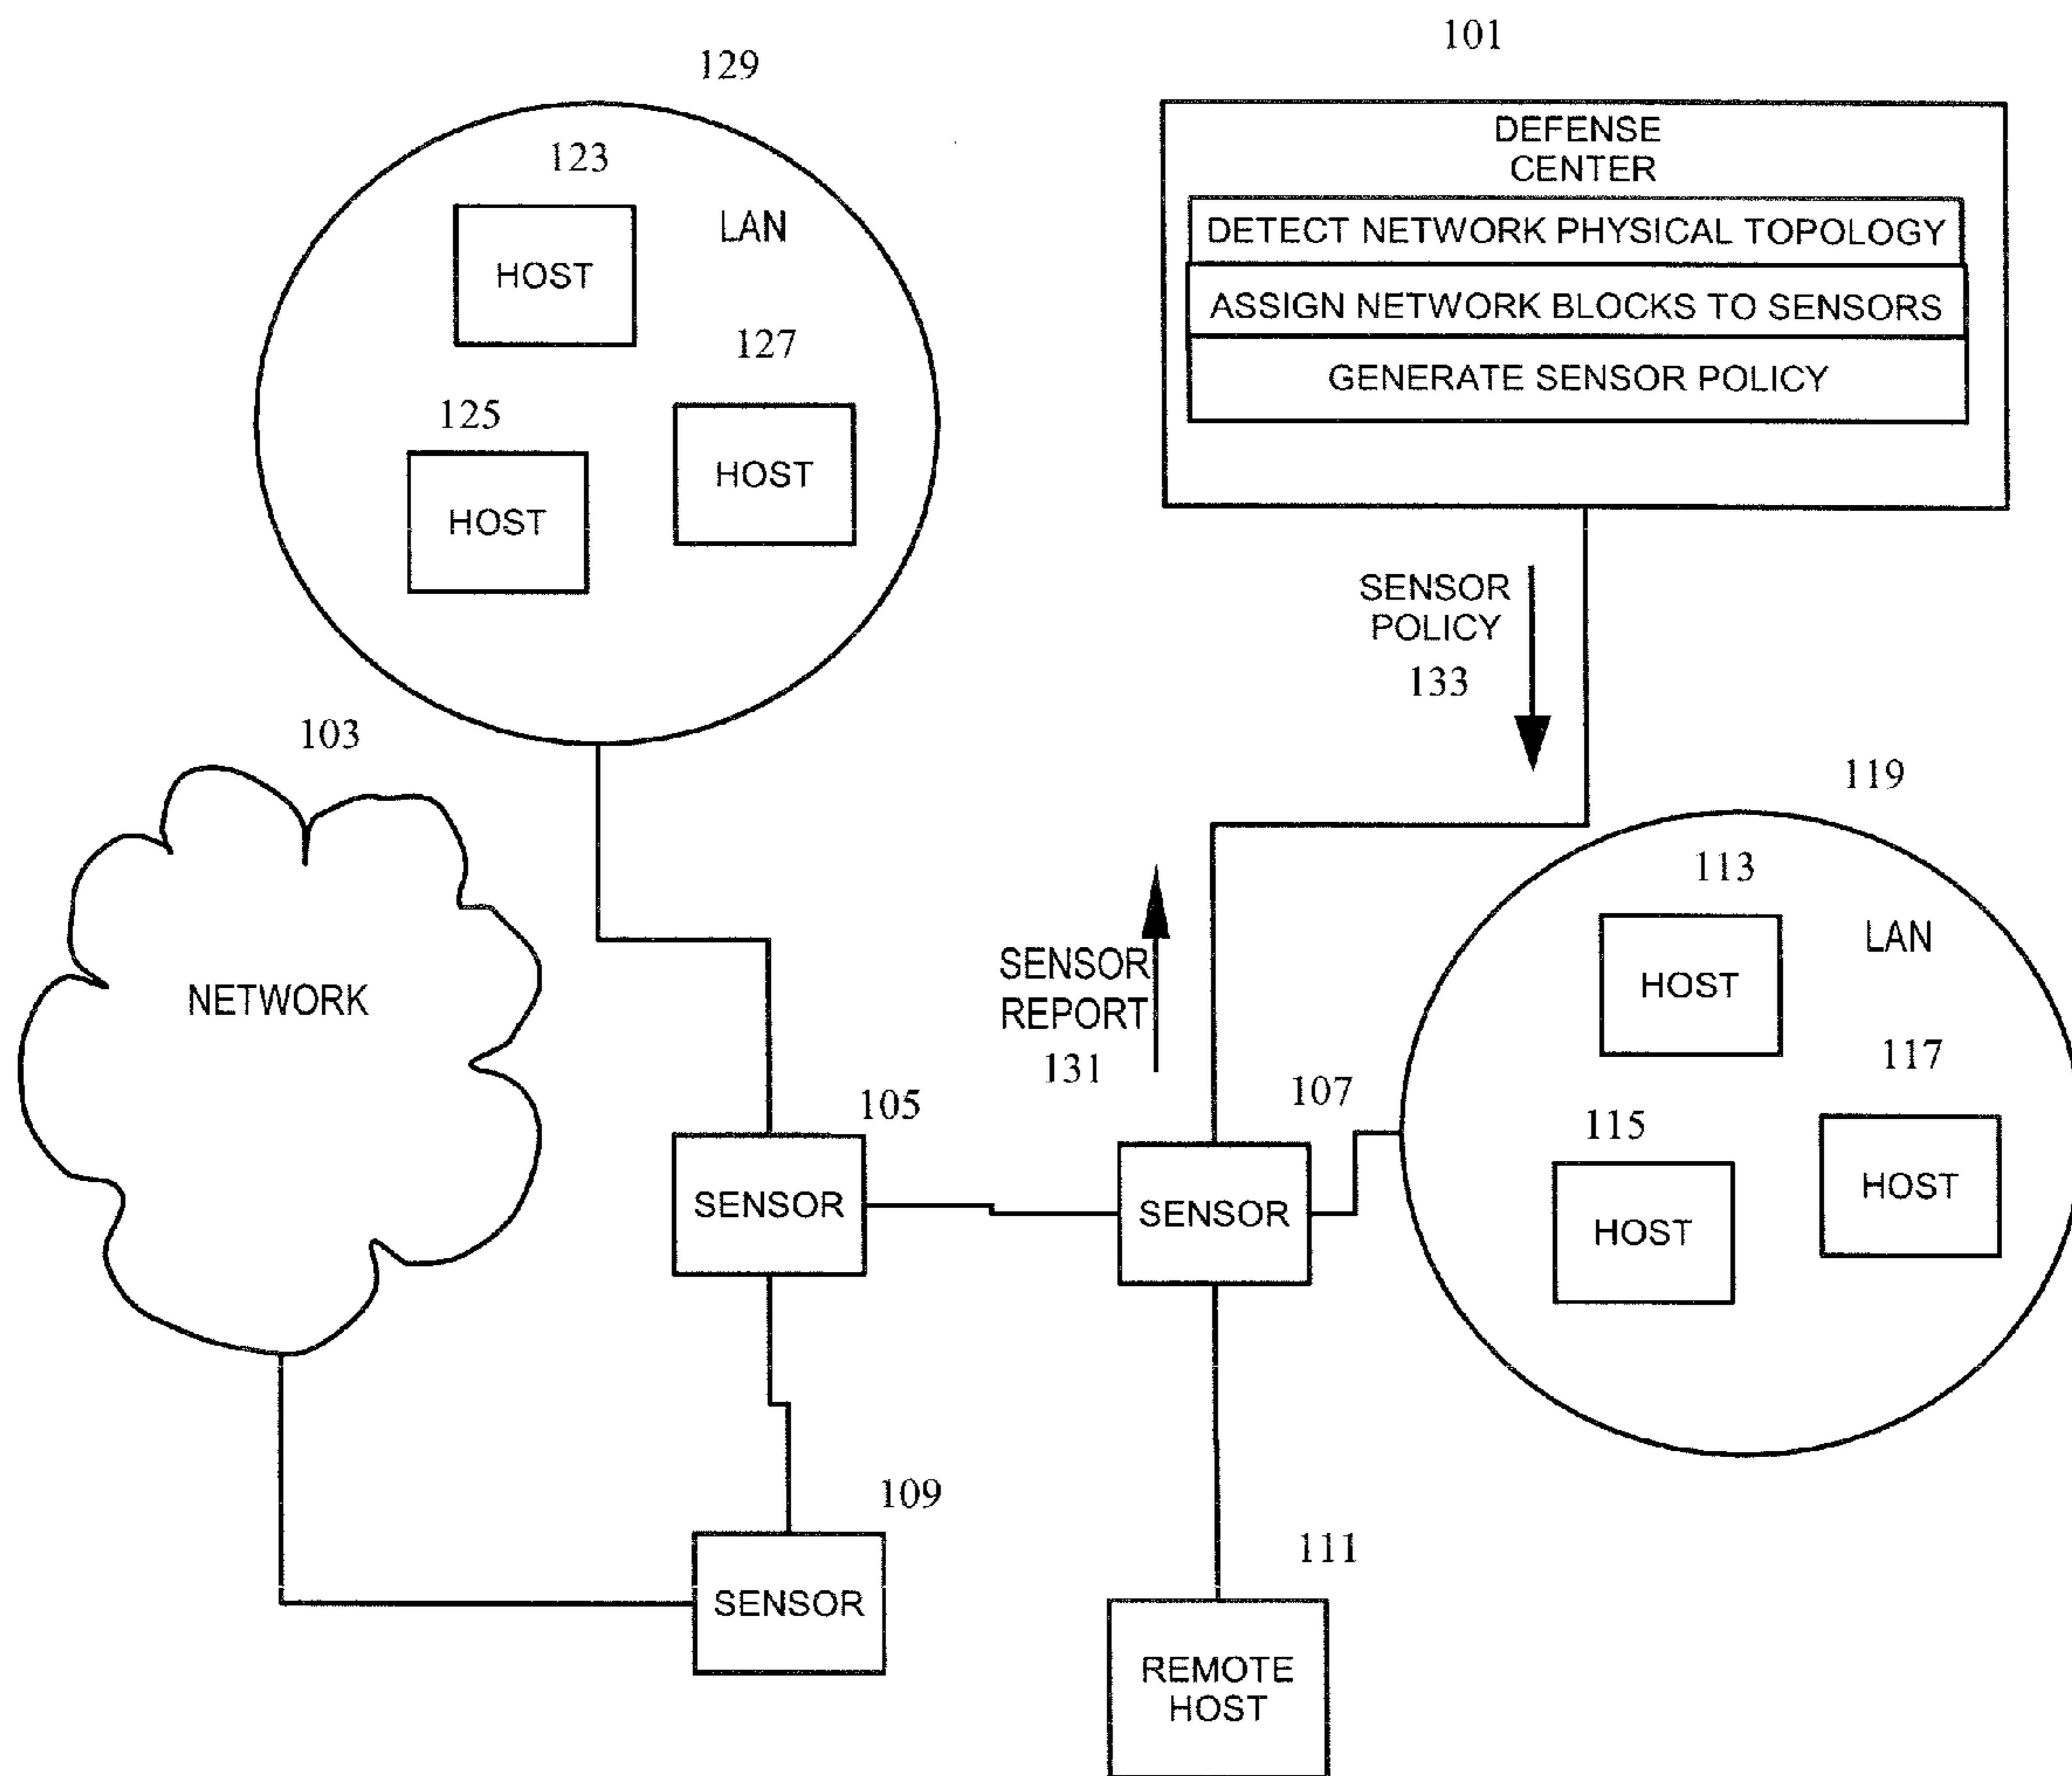 101
129
DEFENSE
CENTER
DETECT NETWORK PHYSICAL TOPOLOGY
ASSIGN NETWORK BLOCKS TO SENSORS
GENERATE SENSOR POLICY
123
HOST
LAN
127
HOST
125
HOST
SENSOR
POLICY
133
103
NETWORK
119
113
HOST
LAN
117
HOST
115
HOST
SENSOR
REPORT
131
107
SENSOR
105
SENSOR
109
SENSOR
111
REMOTE
HOST